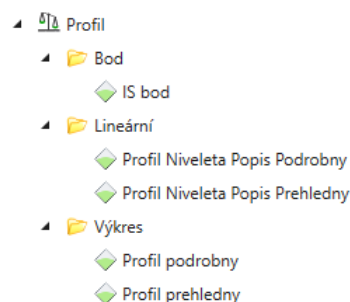 Profil
Bod
IS bod
Lineární
Profil Niveleta Popis Podrobny
Profil Niveleta Popis Prehledny
Výkres
Profil podrobny
Profil prehledny